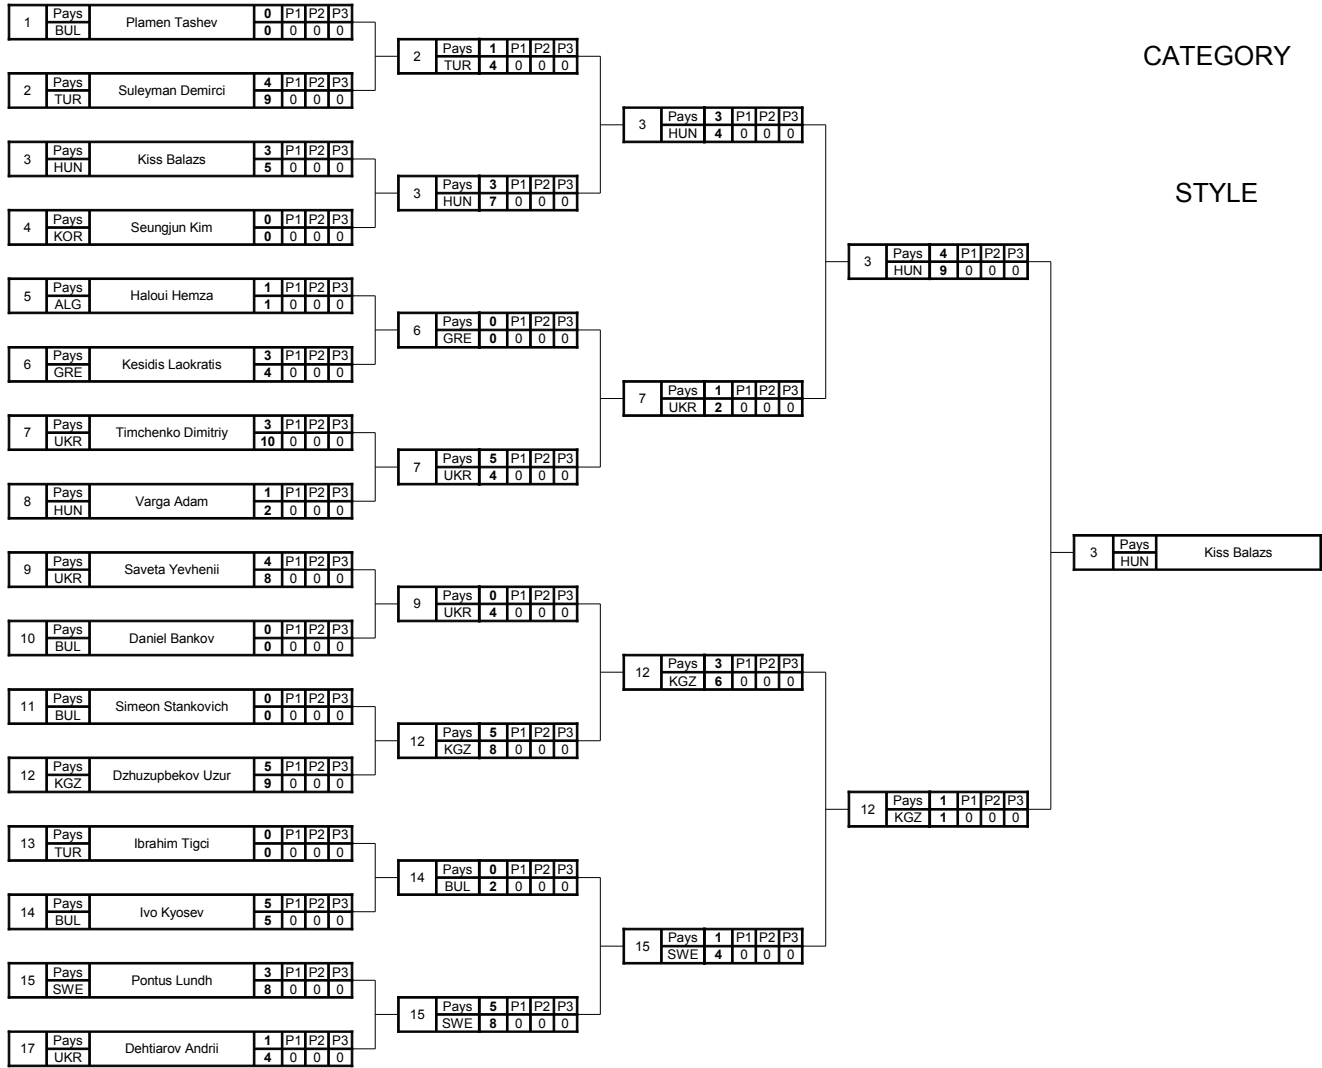 1 Pays Plamen Tashev 0 P1 P2 P3
BUL 0 0 0 0
2 Pays 1 P1 P2 P3
TUR 4 0 0 0
CATEGORY
2 Pays Suleyman Demirci 4 P1 P2 P3
TUR 9 0 0 0
3 Pays 3 P1 P2 P3
HUN 4 0 0 0
3 Pays Kiss Balazs 3 P1 P2 P3
HUN 5 0 0 0
3 Pays 3 P1 P2 P3
HUN 7 0 0 0
STYLE
4 Pays Seungjun Kim 0 P1 P2 P3
KOR 0 0 0 0
3 Pays 4 P1 P2 P3
HUN 9 0 0 0
5 Pays Haloui Hemza 1 P1 P2 P3
ALG 1 0 0 0
6 Pays 0 P1 P2 P3
GRE 0 0 0 0
6 Pays Kesidis Laokratis 3 P1 P2 P3
GRE 4 0 0 0
7 Pays 1 P1 P2 P3
UKR 2 0 0 0
7 Pays Timchenko Dimitriy 3 P1 P2 P3
UKR 10 0 0 0
7 Pays 5 P1 P2 P3
UKR 4 0 0 0
8 Pays Varga Adam 1 P1 P2 P3
HUN 2 0 0 0
3 Pays Kiss Balazs
HUN
9 Pays Saveta Yevhenii 4 P1 P2 P3
UKR 8 0 0 0
9 Pays 0 P1 P2 P3
UKR 4 0 0 0
10 Pays Daniel Bankov 0 P1 P2 P3
BUL 0 0 0 0
12 Pays 3 P1 P2 P3
KGZ 6 0 0 0
11 Pays Simeon Stankovich 0 P1 P2 P3
BUL 0 0 0 0
12 Pays 5 P1 P2 P3
KGZ 8 0 0 0
12 Pays Dzhuzupbekov Uzur 5 P1 P2 P3
KGZ 9 0 0 0
12 Pays 1 P1 P2 P3
KGZ 1 0 0 0
13 Pays Ibrahim Tigci 0 P1 P2 P3
TUR 0 0 0 0
14 Pays 0 P1 P2 P3
BUL 2 0 0 0
14 Pays Ivo Kyosev 5 P1 P2 P3
BUL 5 0 0 0
15 Pays 1 P1 P2 P3
SWE 4 0 0 0
15 Pays Pontus Lundh 3 P1 P2 P3
SWE 8 0 0 0
15 Pays 5 P1 P2 P3
SWE 8 0 0 0
17 Pays Dehtiarov Andrii 1 P1 P2 P3
UKR 4 0 0 0